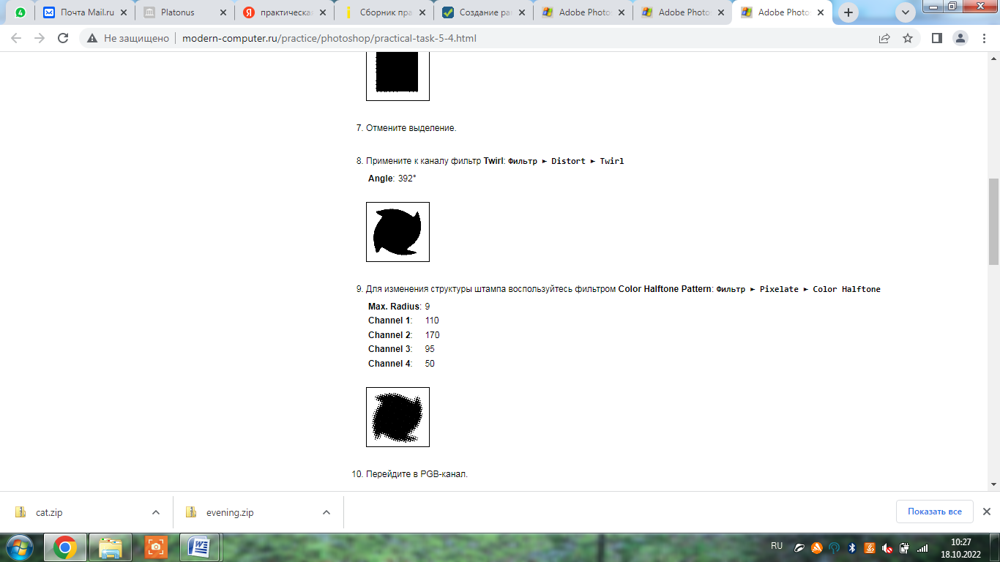 4
Почта Mail.ru
Platonus
Я
практическа
Сборник пра
Создание ра
Adobe Photo
Adobe Photo
Adobe Photo
Не защищено
modern-computer.ru/practice/photoshop/practical-task-5-4.html
7. Отмените выделение.
8. Примените к каналу фильтр Twirl: Фильтр ► Distort ► Twirl
Angle: 392°
9. Для изменения структуры штампа воспользуйтесь фильтром Color Halftone Pattern: Фильтр ► Pixelate ► Color Halftone
Max. Radius: 9
Channel 1: 110
Channel 2: 170
Channel 3: 95
Channel 4: 50
10. Перейдите в PGB-канал.
cat.zip
evening.zip
Показать все
RU
10:27
18.10.2022